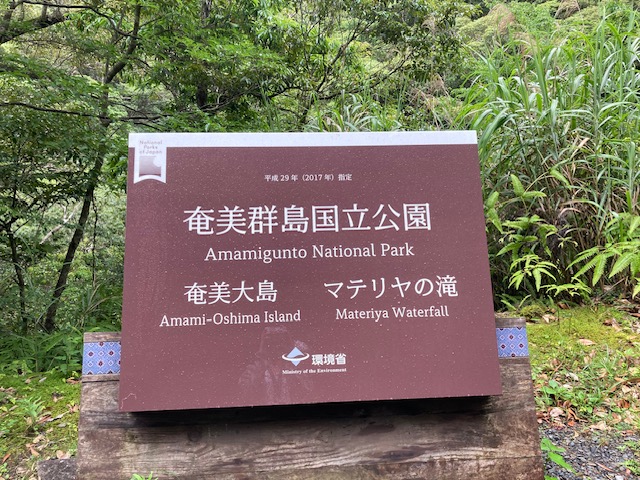 National
Parks
of Japan
平成29年（2017年）指定
奄美群島国立公園
Amamigunto National Park
奄美大島 マテリヤの滝
Amami-Oshima Island Materiya Waterfall
環境省
Ministry of the Environment